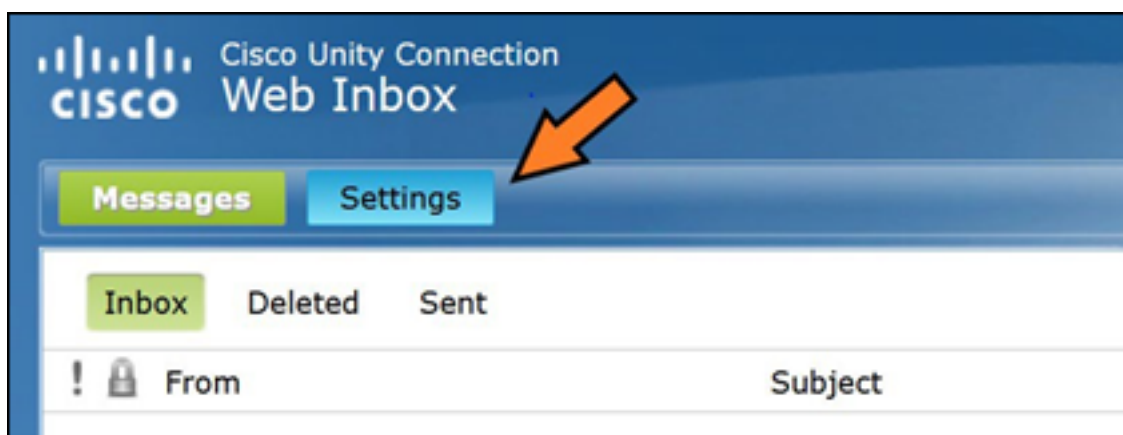 Cisco Unity Connection
CISCO Web Inbox
Messages Settings
Inbox Deleted Sent
! From Subject